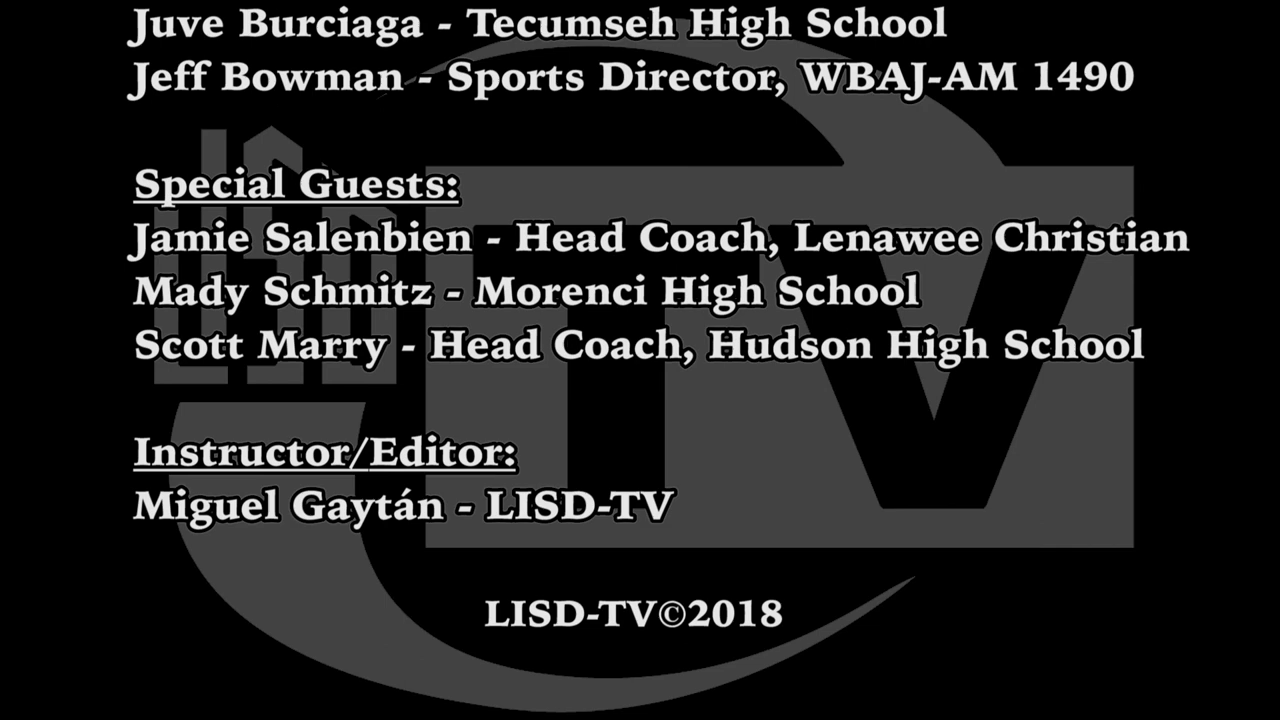 Juve Burciaga - Tecumseh High School
Jeff Bowman - Sports Director, WBAJ-AM 1490
Special Guests:
Jamie Salenbien - Head Coach, Lenawee Christian
Mady Schmitz - Morenci High School
Scott Marry - Head Coach, Hudson High School
Instructor/Editor:
Miguel Gaytán - LISD-TV
LISD-TV©2018
LISD
TV